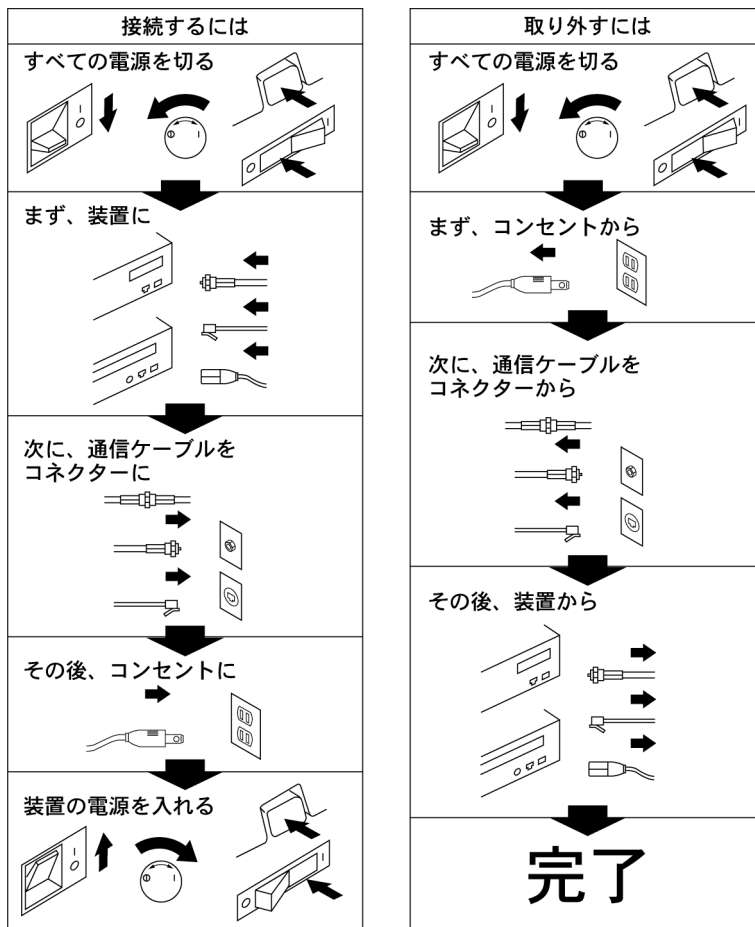 接続するには
すべての電源を切る
まず、装置に
次に、通信ケーブルを
コネクターに
その後、コンセントに
装置の電源を入れる
取り外すには
すべての電源を切る
まず、コンセントから
次に、通信ケーブルを
コネクターから
その後、装置から
完了